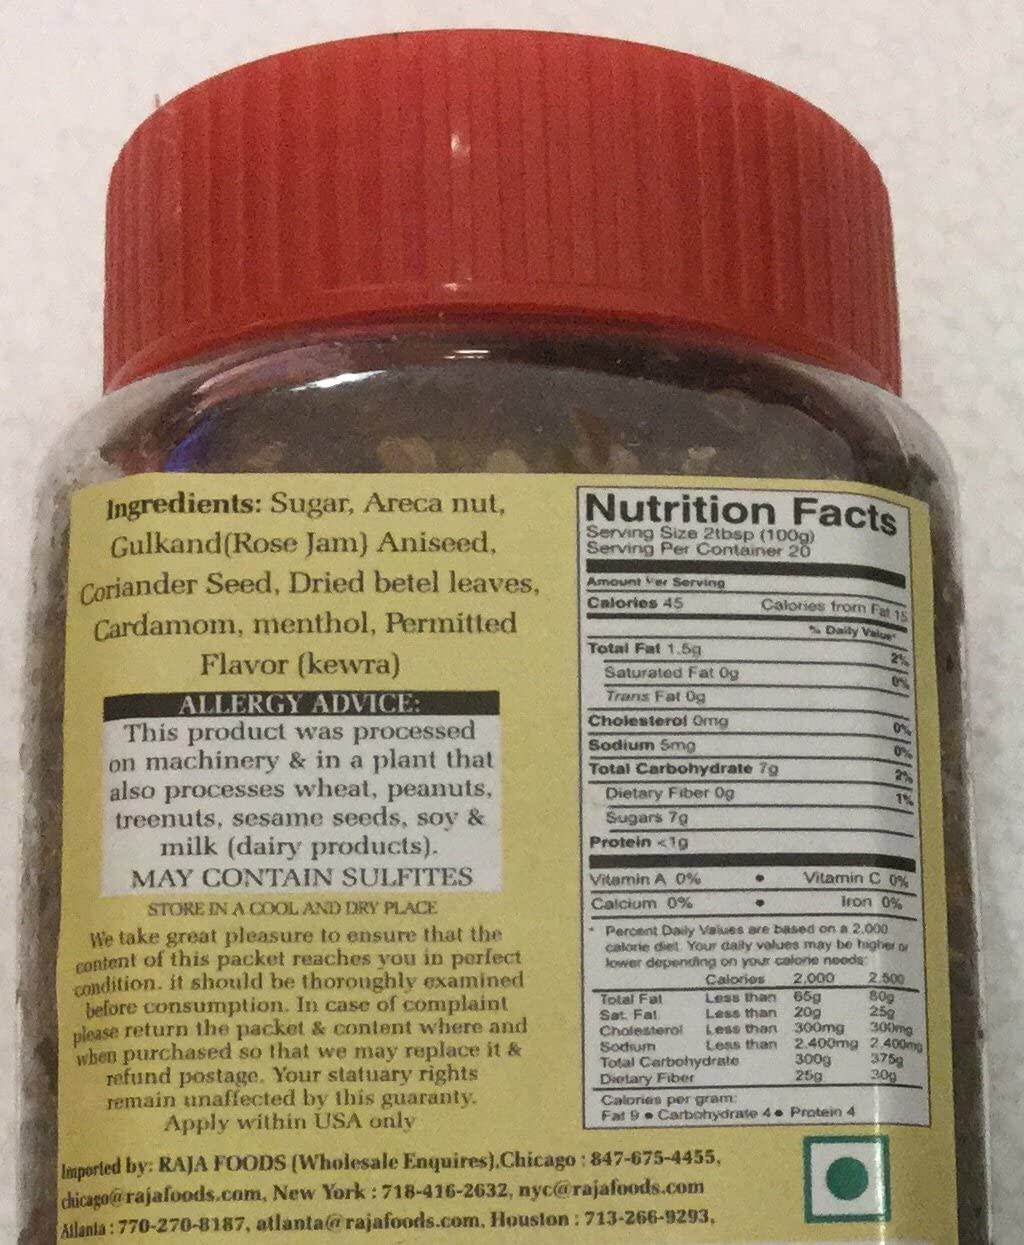 Ingredients: Sugar, Areca nut,
Gulkand(Rose Jam) Aniseed,
Coriander Seed, Dried betel leaves,
Cardamom, menthol, Permitted
Flavor (kewra)
ALLERGY ADVICE:
This product was processed
on machinery & in a plant that
also processes wheat, peanuts,
treenuts, sesame seeds, soy &
milk (dairy products).
MAY CONTAIN SULFITES
STORE IN A COOL AND DRY PLACE
We take great pleasure to ensure that the
content of this packet reaches you in perfect
condition. it should be thoroughly examined
before consumption. In case of complaint
please return the packet & content where and
when purchased so that we may replace it &
refund postage. Your statuary rights
remain unaffected by this guaranty.
Apply within USA only
Nutrition Facts
Serving Size 2tbsp (100g)
Serving Per Container 20
Amount Per Serving
Calories 45 Calories from Fat 15
% Daily Value*
Total Fat 1.5g 2%
Saturated Fat 0g 0%
Trans Fat 0g
Cholesterol 0mg 0%
Sodium 5mg 0%
Total Carbohydrate 7g 2%
Dietary Fiber 0g 1%
Sugars 7g
Protein <1g
Vitamin A 0% • Vitamin C 0%
Calcium 0% • Iron 0%
* Percent Daily Values are based on a 2,000
calorie diet. Your daily values may be higher or
lower depending on your calorie needs:
Calories 2,000 2,500
Total Fat Less than 65g 80g
Sat. Fat Less than 20g 25g
Cholesterol Less than 300mg 300mg
Sodium Less than 2,400mg 2,400mg
Total Carbohydrate 300g 375g
Dietary Fiber 25g 30g
Calories per gram:
Fat 9 • Carbohydrate 4 • Protein 4
Imported by: RAJA FOODS (Wholesale Enquires).Chicago : 847-675-4455,
chicago@rajafoods.com, New York : 718-416-2632, nyc@rajafoods.com
Atlanta : 770-270-8187, atlanta@rajafoods.com, Houston : 713-266-9293,